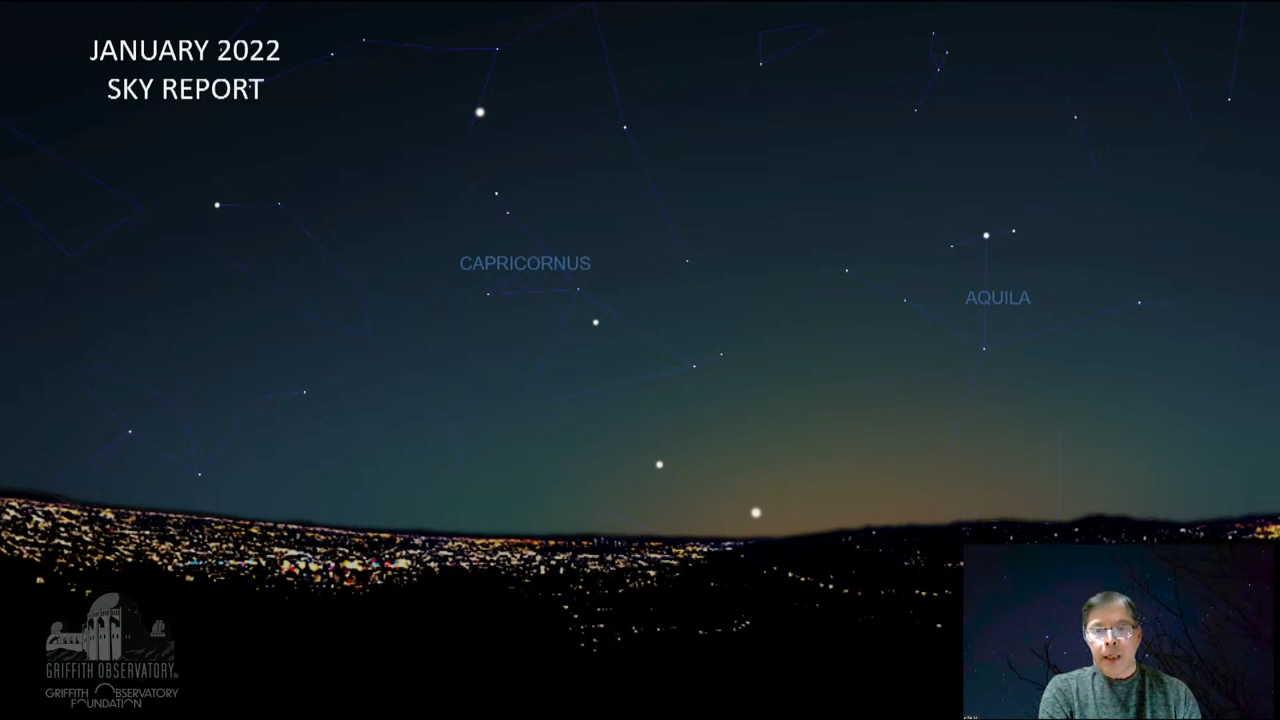 JANUARY 2022
SKY REPORT
CAPRICORNUS
AQUILA
GRIFFITH OBSERVATORY
GRIFFITH OBSERVATORY
FOUNDATION